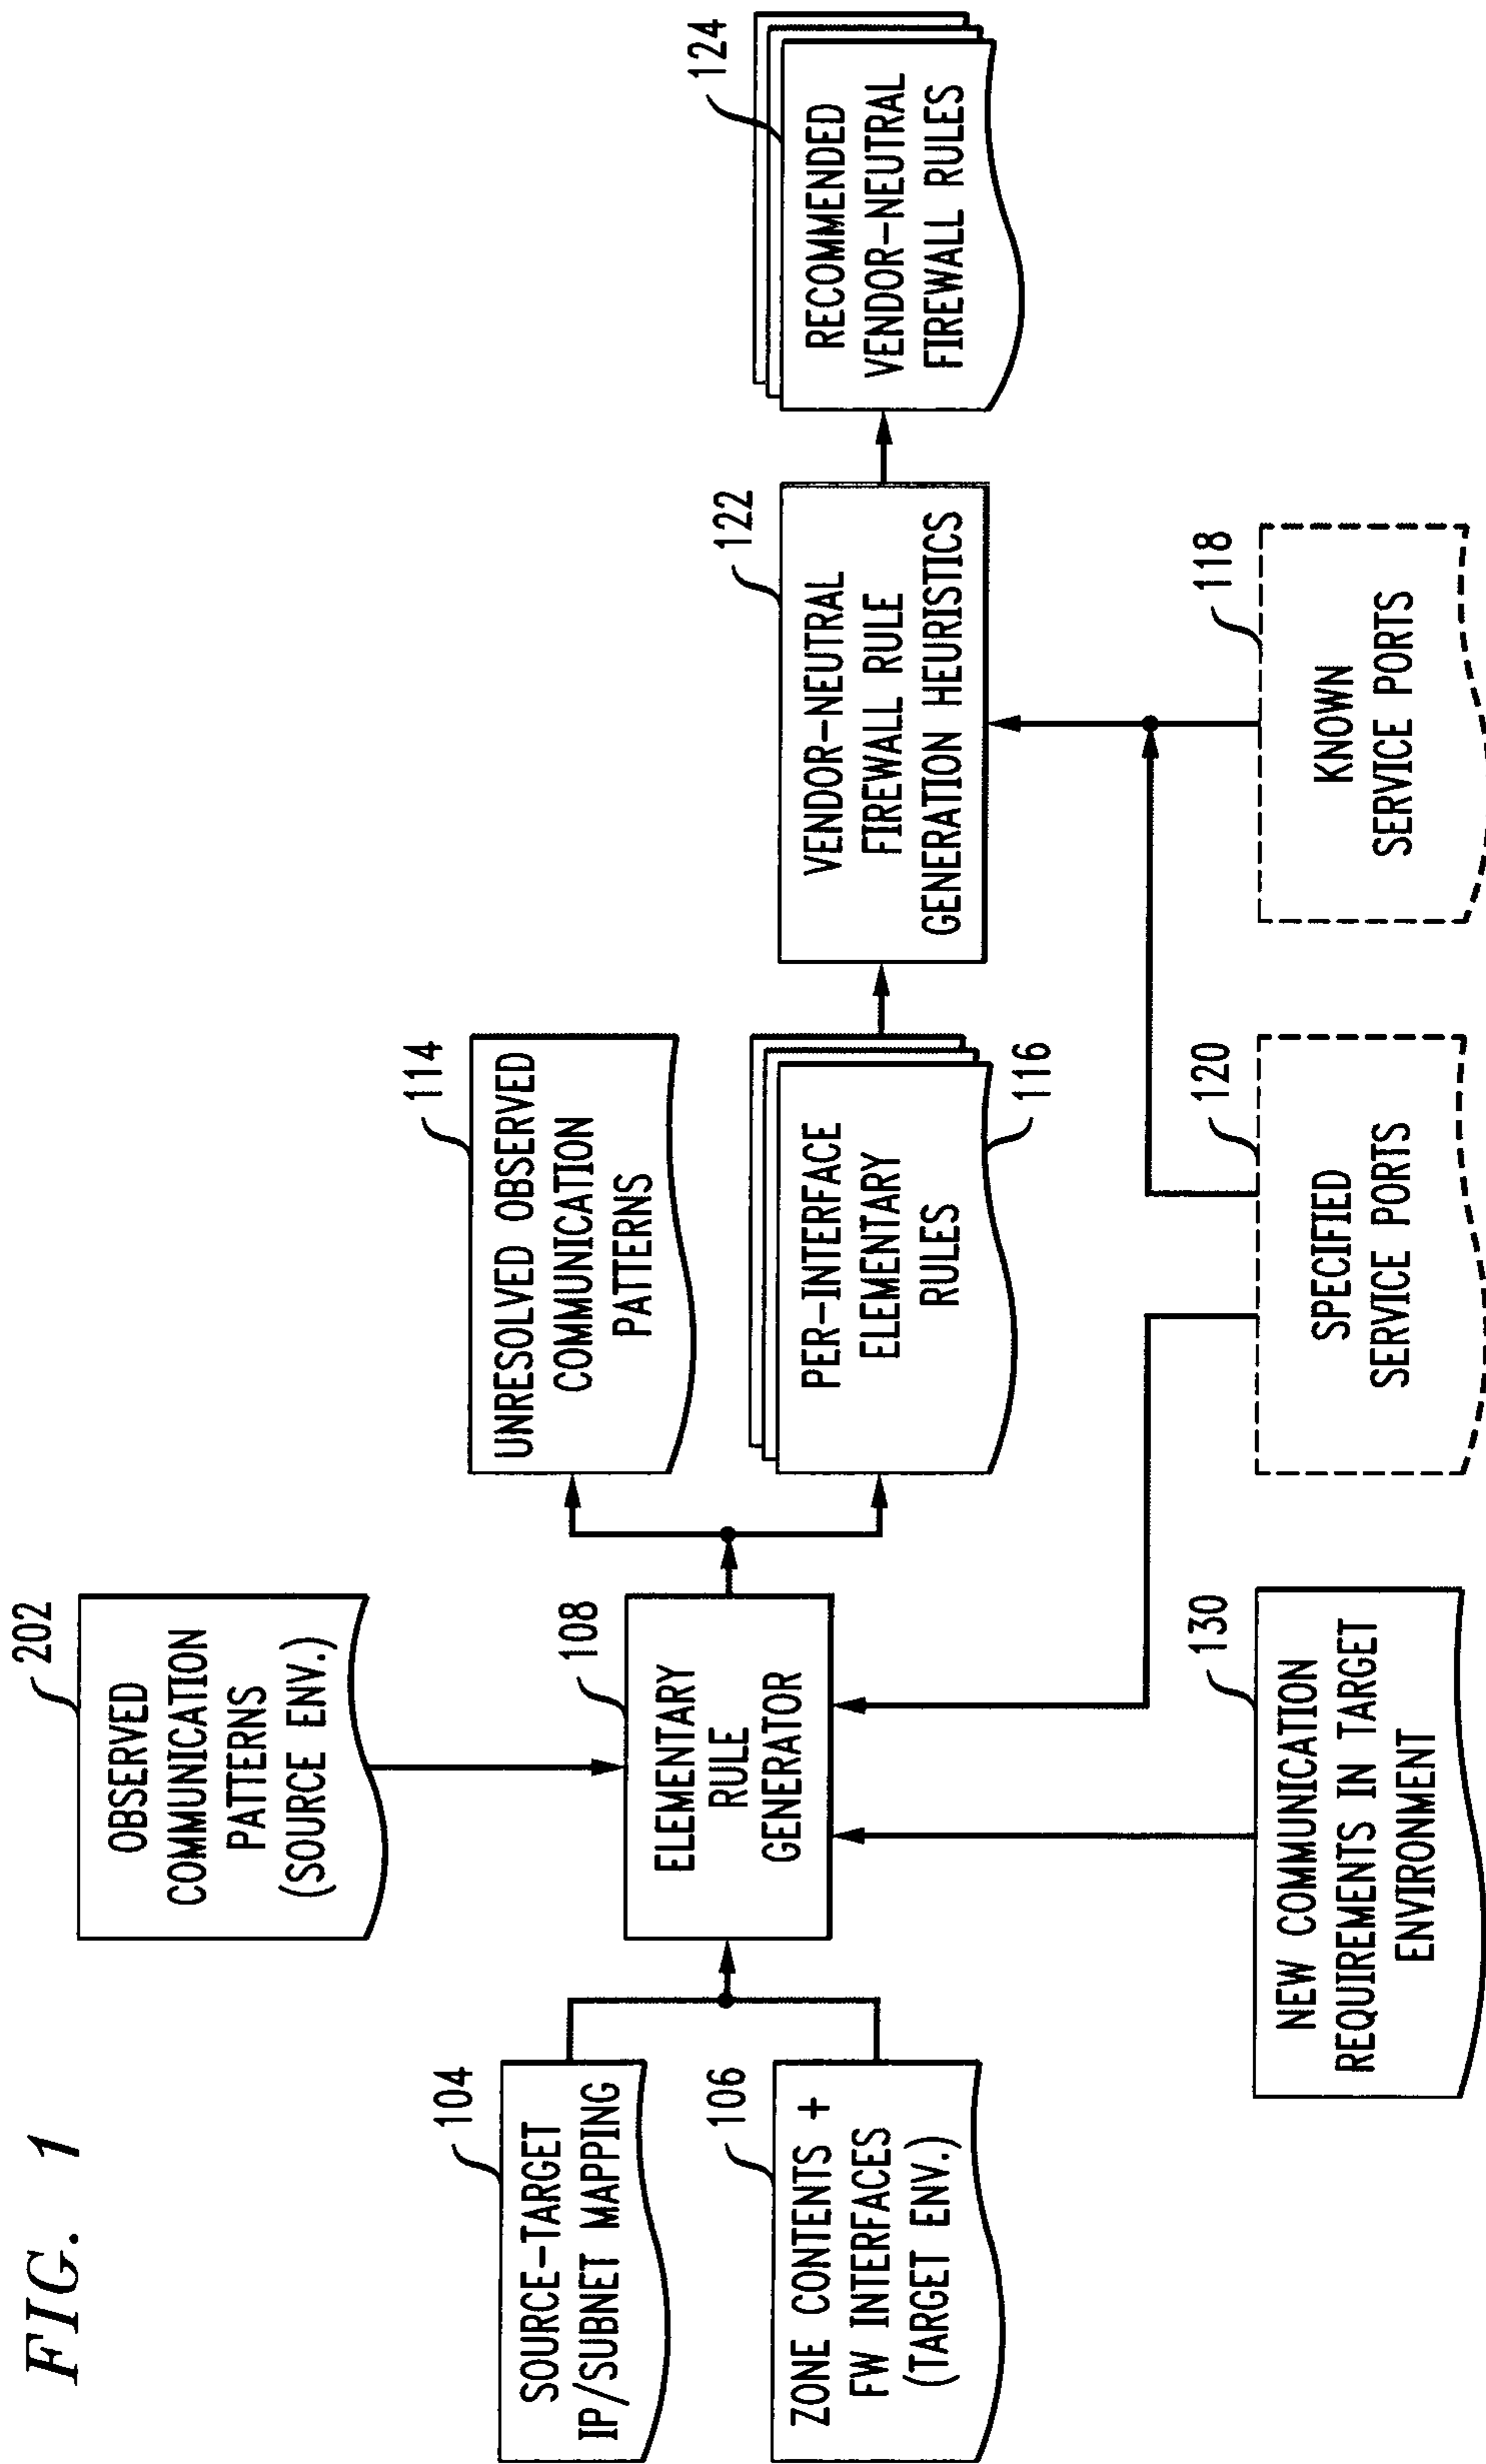 FIG. 1
202
OBSERVED
COMMUNICATION
PATTERNS
(SOURCE ENV.)
104
SOURCE-TARGET
IP/SUBNET MAPPING
106
ZONE CONTENTS +
FW INTERFACES
(TARGET ENV.)
108
ELEMENTARY
RULE
GENERATOR
114
UNRESOLVED OBSERVED
COMMUNICATION
PATTERNS
PER-INTERFACE
ELEMENTARY
RULES
116
122
VENDOR-NEUTRAL
FIREWALL RULE
GENERATION HEURISTICS
124
RECOMMENDED
VENDOR-NEUTRAL
FIREWALL RULES
130
NEW COMMUNICATION
REQUIREMENTS IN TARGET
ENVIRONMENT
120
SPECIFIED
SERVICE PORTS
118
KNOWN
SERVICE PORTS